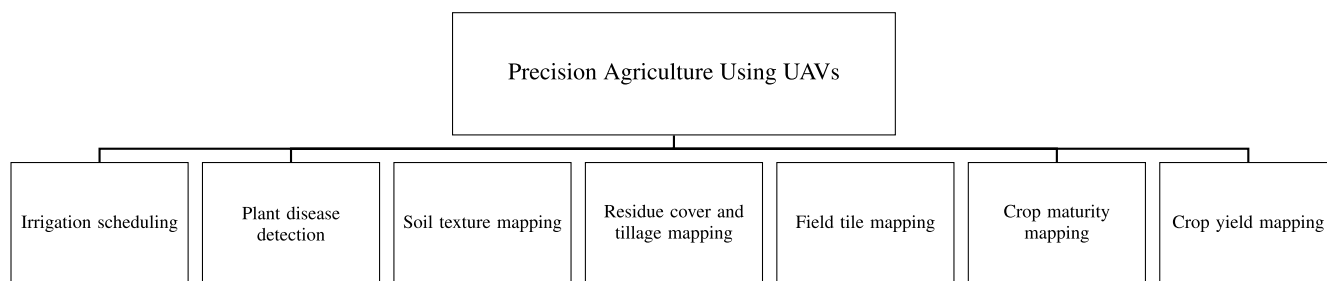 Precision Agriculture Using UAVs
Irrigation scheduling
Plant disease
detection
Soil texture mapping
Residue cover and
tillage mapping
Field tile mapping
Crop maturity
mapping
Crop yield mapping